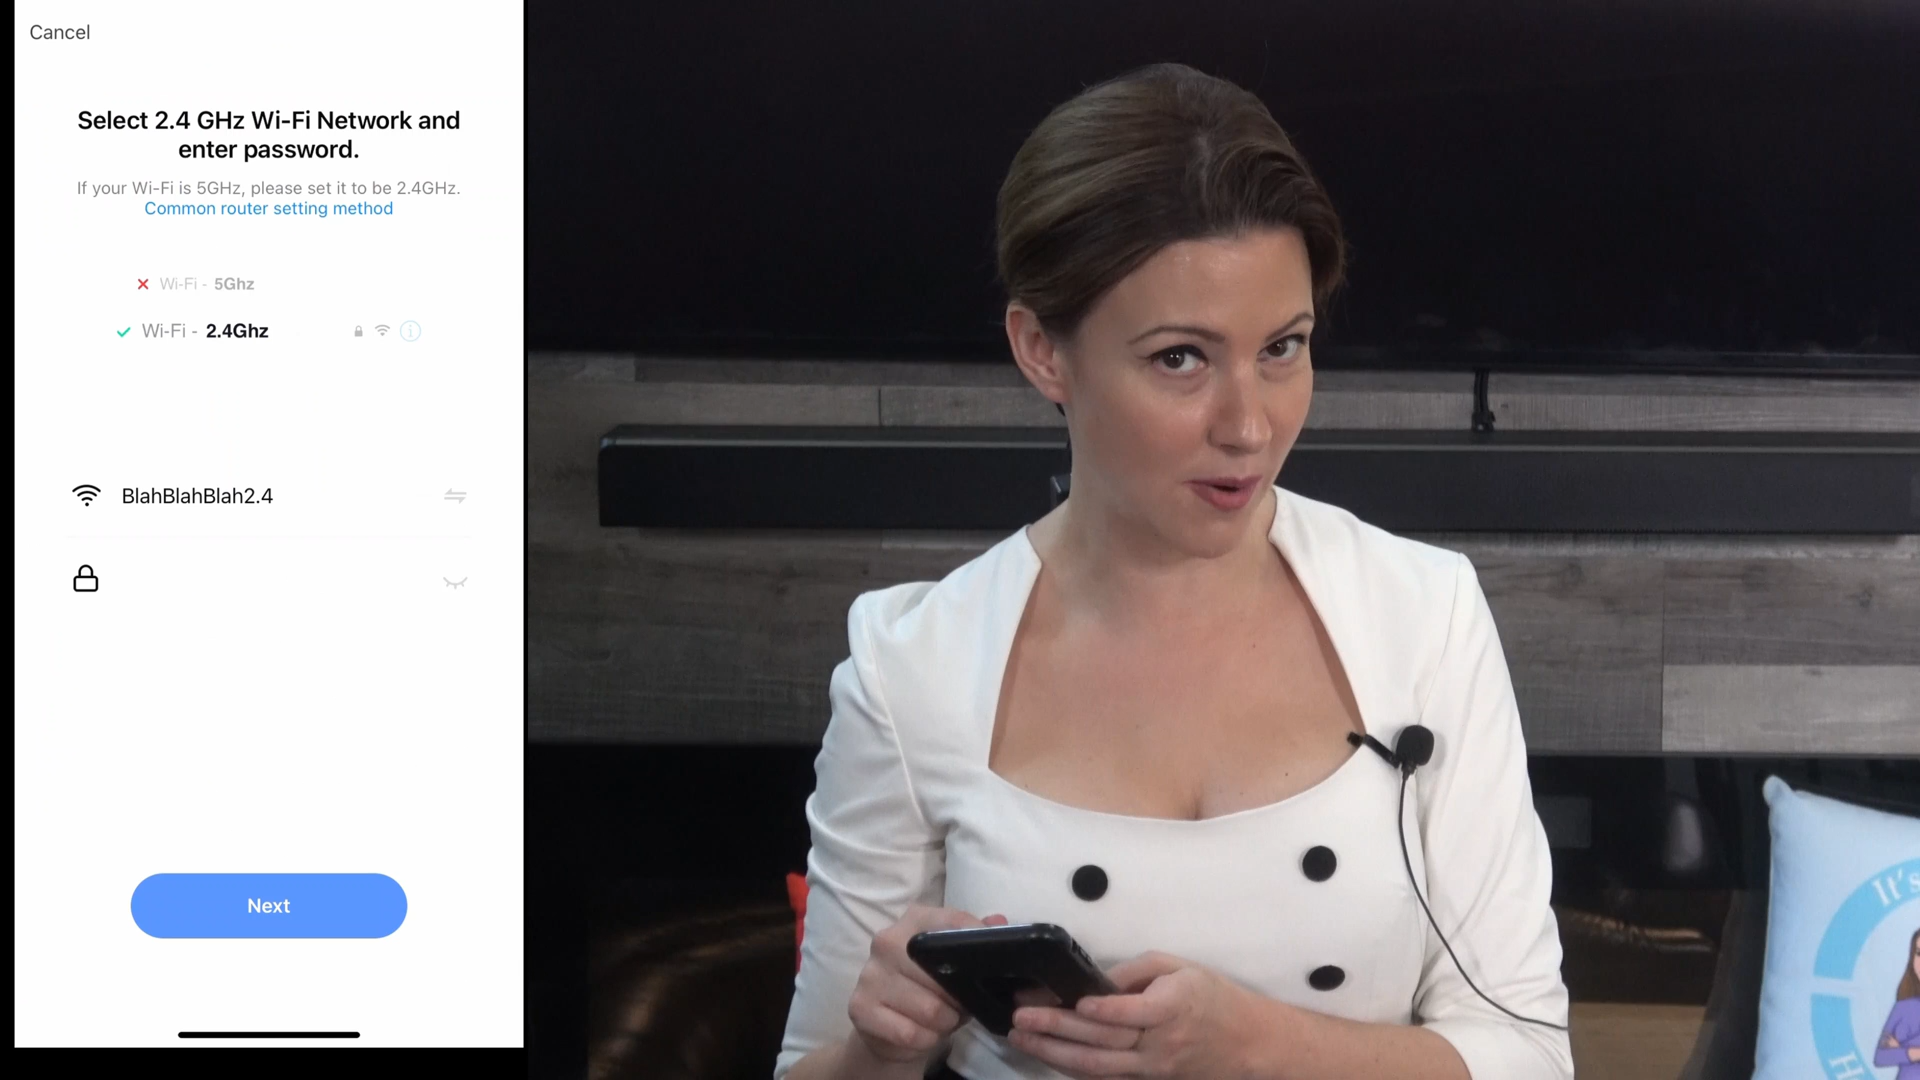 Cancel
Select 2.4 GHz Wi-Fi Network and
enter password.
If your Wi-Fi is 5GHz, please set it to be 2.4GHz.
Common router setting method
Wi-Fi - 5Ghz
Wi-Fi - 2.4Ghz
BlahBlahBlah2.4
Next
It's